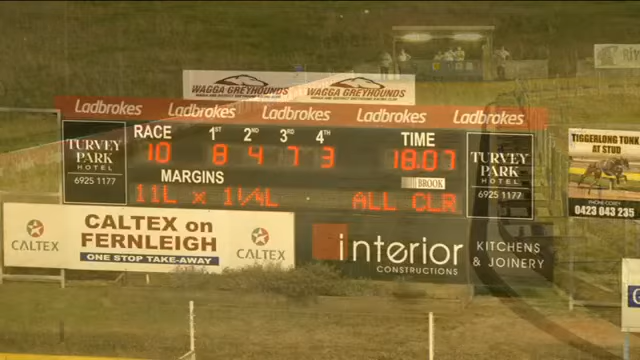 WAGGA GREYHOUNDS
WAGGA GREYHOUNDS
Ladbrokes Ladbrokes Ladbrokes Ladbrokes Ladbrokes
RACE 1ST 2ND 3RD 4TH TIME
10 8 4 7 3 18.07
MARGINS BROOK
11L x 1¼L ALL CLR
TURVEY
PARK
HOTEL
6925 1177
TURVEY
PARK
HOTEL
6925 1177
TIGGERLONG TONK
AT STUD
PHONE COREY
0423 043 235
CALTEX
CALTEX on
FERNLEIGH
ONE STOP TAKE-AWAY
CALTEX
interior
CONSTRUCTIONS
KITCHENS
& JOINERY